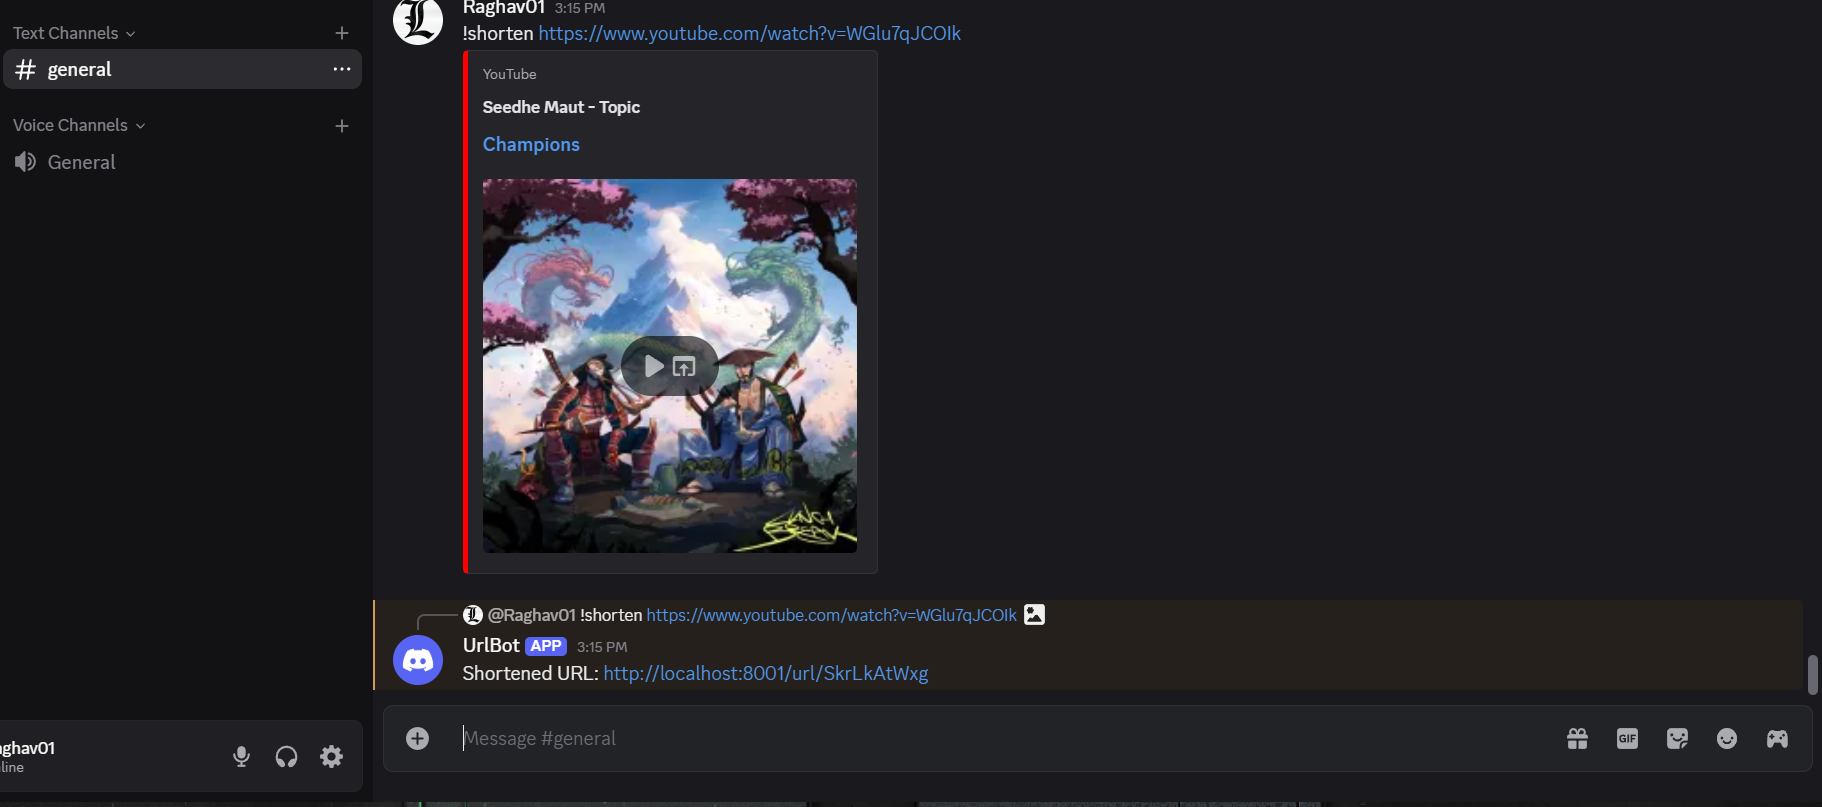 Text Channels
general
Voice Channels
General
Raghav01 3:15 PM
!shorten https://www.youtube.com/watch?v=WGlu7qJCOIk
YouTube
Seedhe Maut - Topic
Champions
@Raghav01 !shorten https://www.youtube.com/watch?v=WGlu7qJCOIk
UrlBot APP 3:15 PM
Shortened URL: http://localhost:8001/url/SkrLkAtWxg
Message #general
GIF
aghav01
line